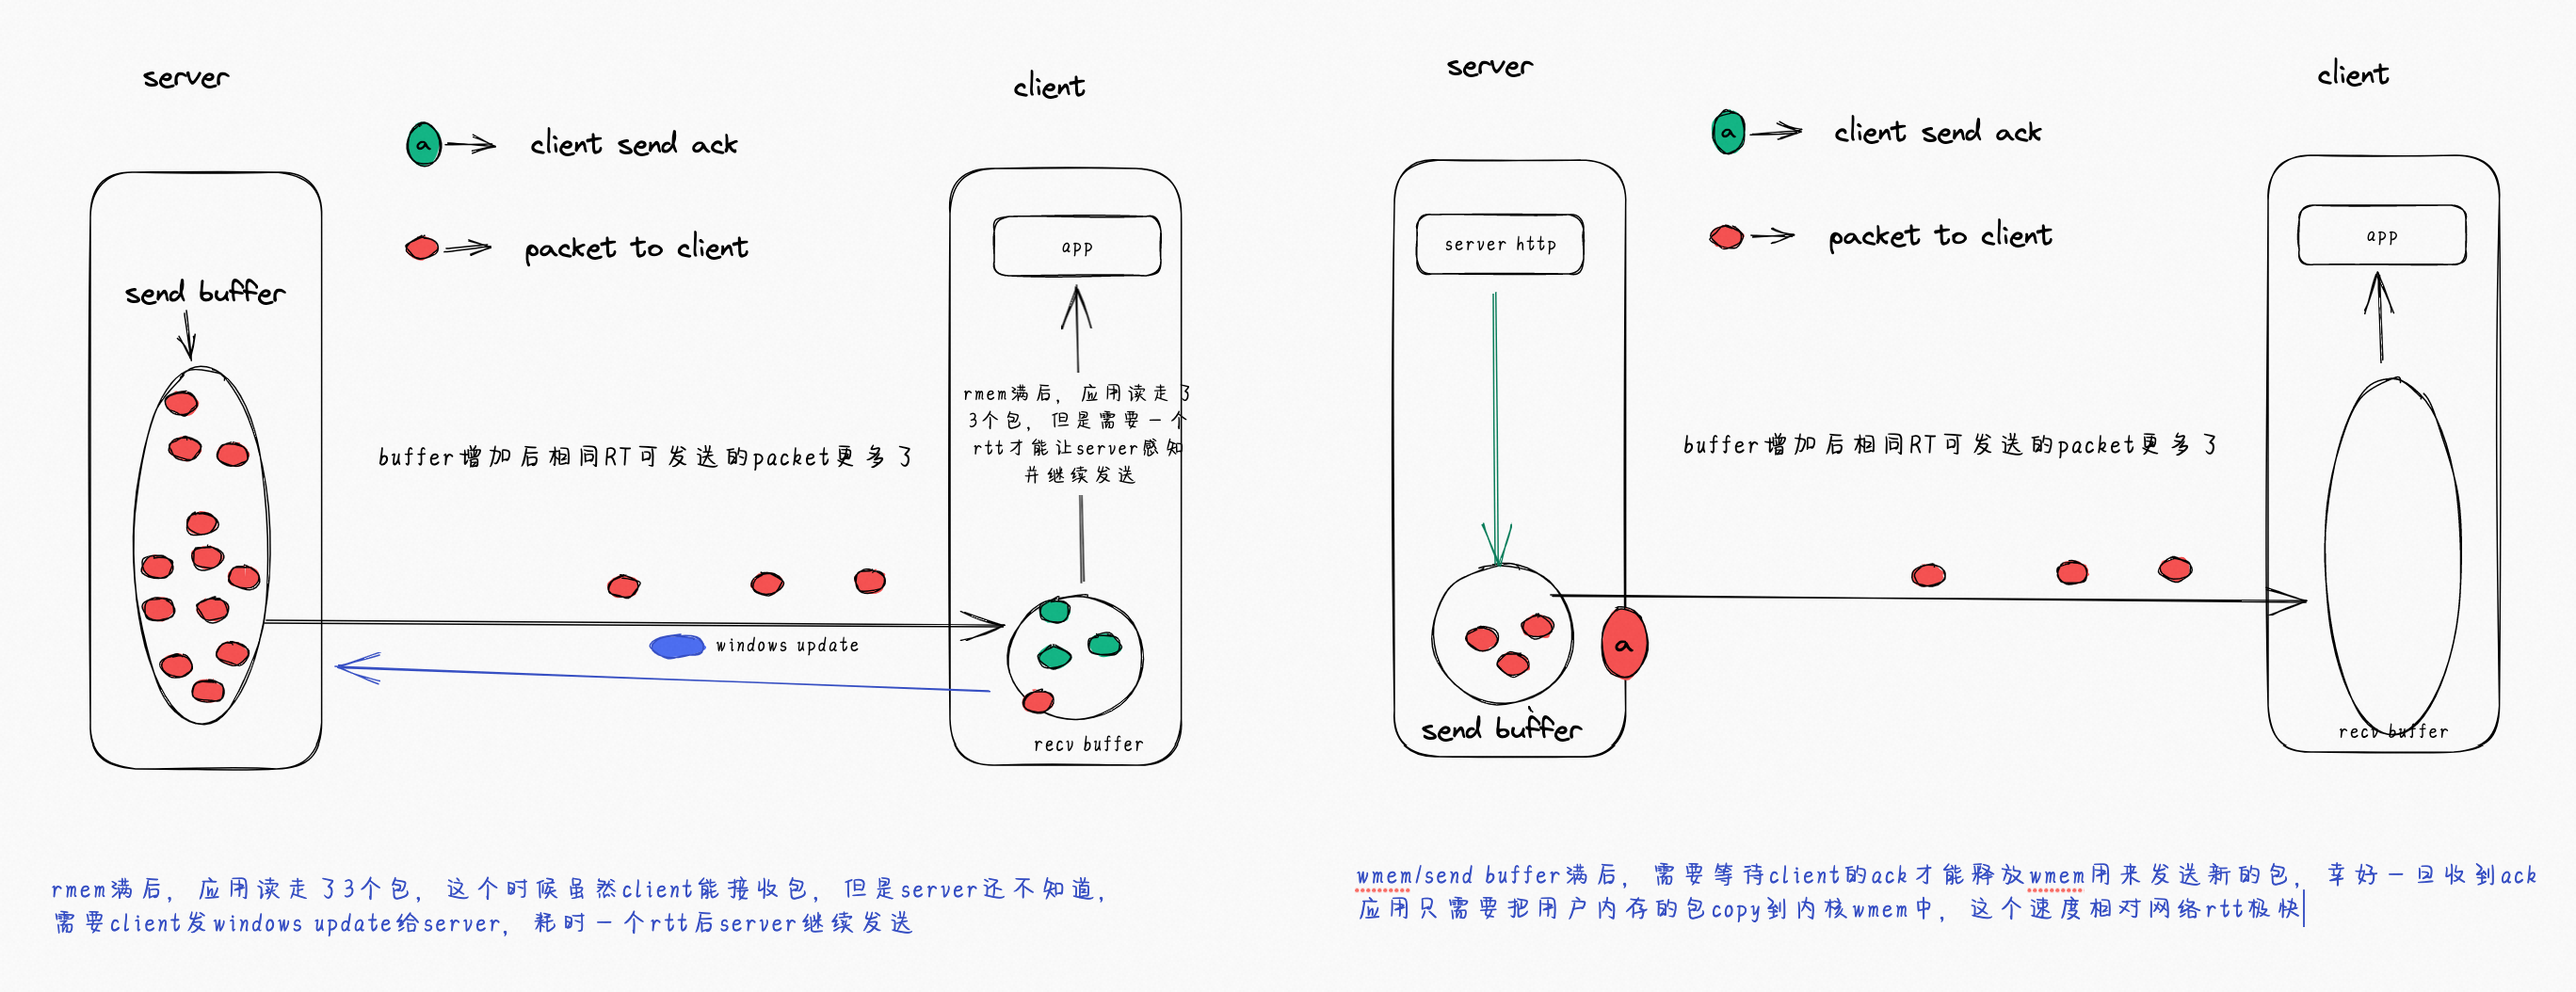 server
client
a
client send ack
packet to client
app
send buffer
rmem满后，应用读走了
3个包，但是需要一个
rtt才能让server感知
并继续发送
buffer增加后相同RT可发送的packet更多了
windows update
recv buffer
rmem满后，应用读走了3个包，这个时候虽然client能接收包，但是server还不知道，
需要client发windows update给server，耗时一个rtt后server继续发送
server
client
a
client send ack
packet to client
server http
app
buffer增加后相同RT可发送的packet更多了
a
send buffer
recv buffer
wmem/send buffer满后，需要等待client的ack才能释放wmem用来发送新的包，幸好一旦收到ack
应用只需要把用户内存的包copy到内核wmem中，这个速度相对网络rtt极快